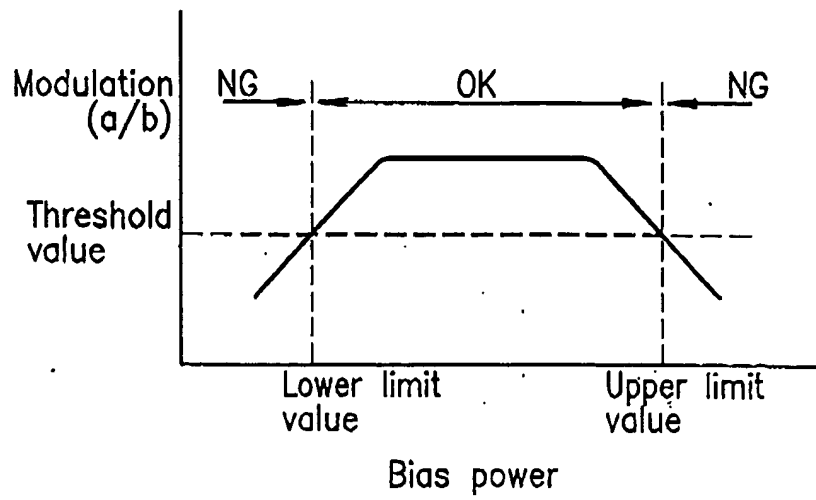 Modulation
(a/b)
NG
OK
NG
Threshold
value
Lower limit
value
Upper limit
value
Bias power